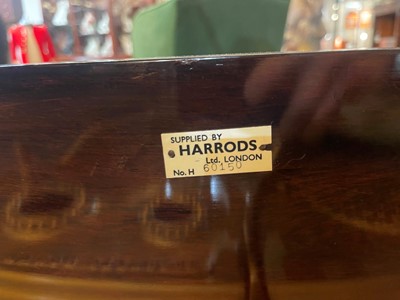 SUPPLIED BY
HARRODS
Ltd. LONDON
No. H 60150